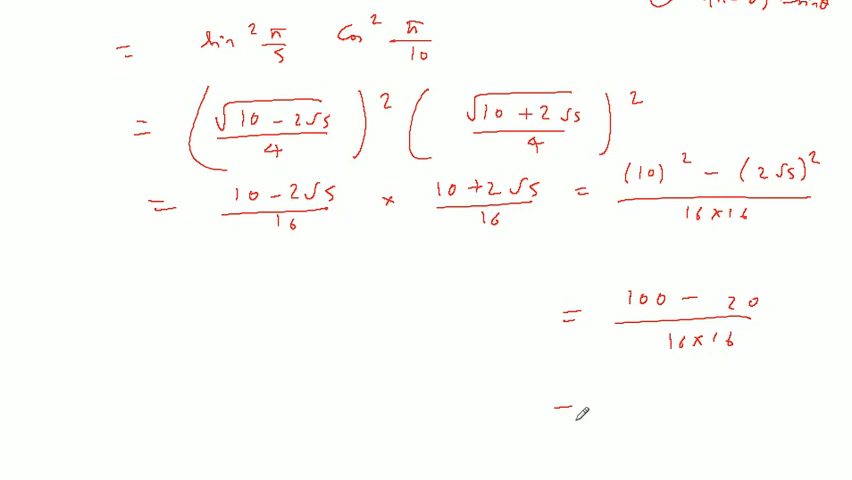 = sin² π/5 cos² π/10
= (√(10 - 2√5)/4)² (√(10 + 2√5)/4)²
= (10 - 2√5)/16 × (10 + 2√5)/16 = ((10)² - (2√5)²)/(16×16)
= (100 - 20)/(16×16)